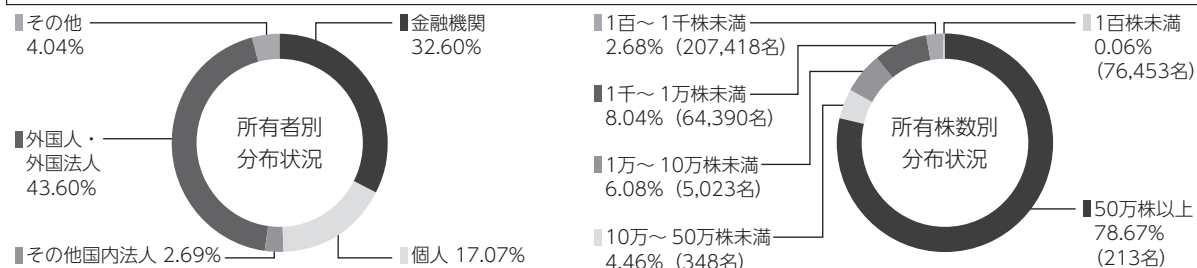 その他
4.04%
金融機関
32.60%
所有者別
分布状況
外国人・
外国法人
43.60%
その他国内法人 2.69%
個人 17.07%
1百～ 1千株未満
2.68%（207,418名）
1百株未満
0.06%
（76,453名）
1千～ 1万株未満
8.04%（64,390名）
所有株数別
分布状況
1万～ 10万株未満
6.08%（5,023名）
10万～ 50万株未満
4.46%（348名）
50万株以上
78.67%
（213名）